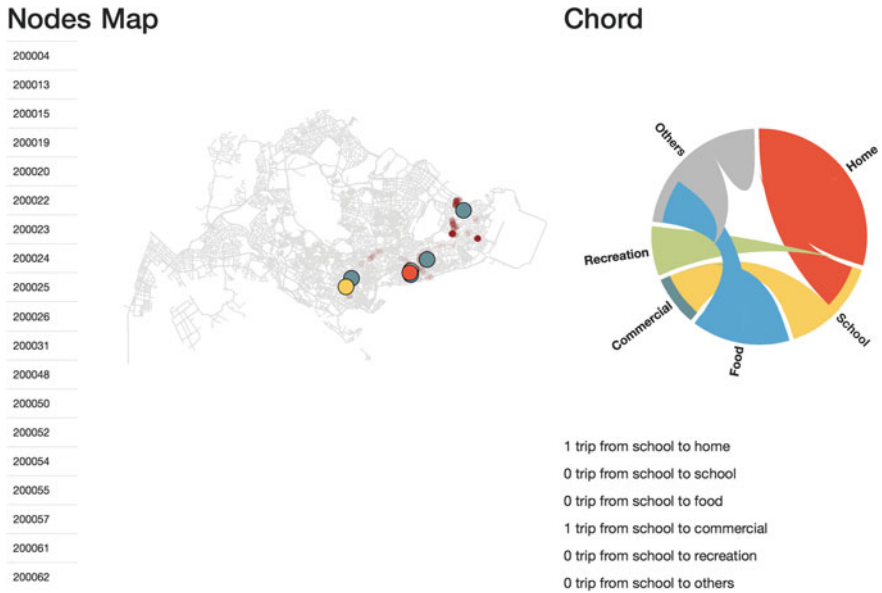 Nodes Map
Chord
200004
200013
200015
200019
200020
200022
200023
200024
200025
200026
200031
200048
200050
200052
200054
200055
200057
200061
200062
Others
Home
Recreation
Commercial
Food
School
1 trip from school to home
0 trip from school to school
0 trip from school to food
1 trip from school to commercial
0 trip from school to recreation
0 trip from school to others